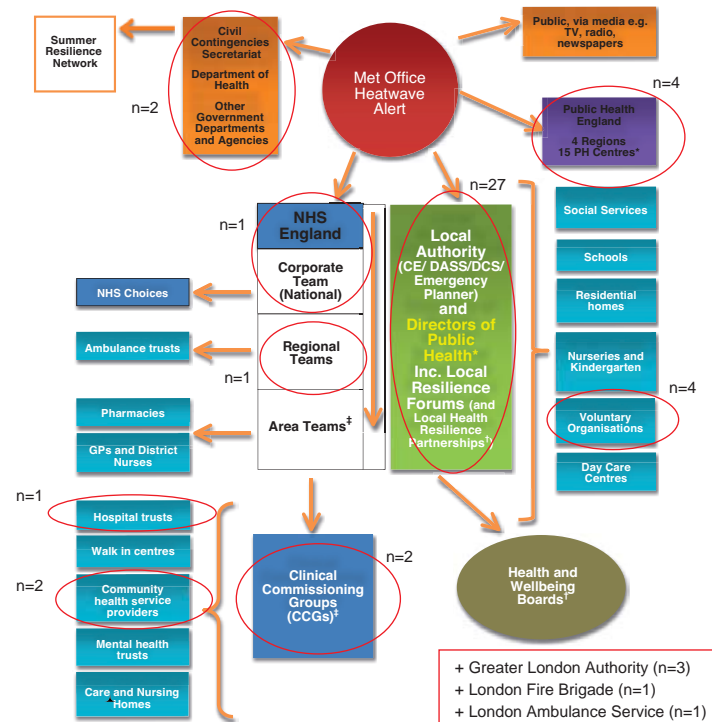 Summer
Resilience
Network
Civil
Contingencies
Secretariat
Department of
Health
Other
Government
Departments
and Agencies
n=2
Met Office
Heatwave
Alert
Public, via media e.g.
TV, radio,
newspapers
n=4
Public Health
England
4 Regions
15 PH Centres*
n=1
NHS
England
Corporate
Team
(National)
Regional
Teams
n=1
Area Teams‡
NHS Choices
Ambulance trusts
Pharmacies
GPs and District
Nurses
n=27
Local
Authority
(CE/ DASS/DCS/
Emergency
Planner)
and
Directors of
Public
Health*
Inc. Local
Resilience
Forums (and
Local Health
Resilience
Partnerships†)
Social Services
Schools
Residential
homes
Nurseries and
Kindergarten
n=4
Voluntary
Organisations
Day Care
Centres
n=1
Hospital trusts
Walk in centres
n=2
Community
health service
providers
Mental health
trusts
Care and Nursing
Homes
n=2
Clinical
Commissioning
Groups
(CCGs)‡
Health and
Wellbeing
Boards†
+ Greater London Authority (n=3)
+ London Fire Brigade (n=1)
+ London Ambulance Service (n=1)